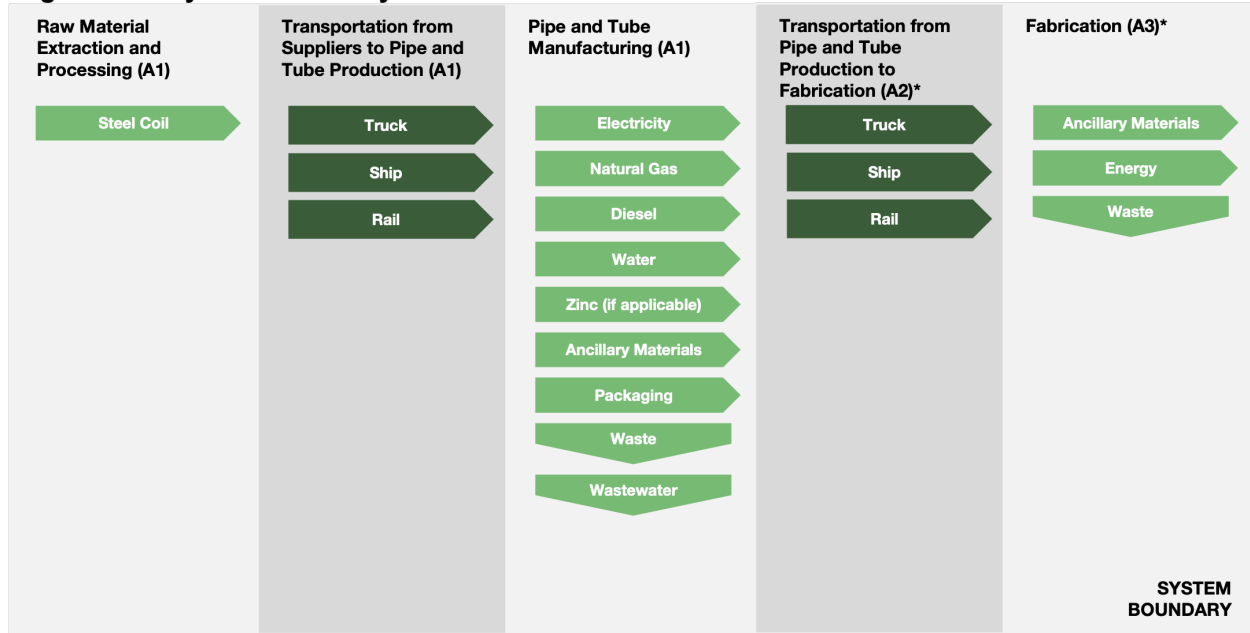 Raw Material
Extraction and
Processing (A1)
Steel Coil
Transportation from
Suppliers to Pipe and
Tube Production (A1)
Truck
Ship
Rail
Pipe and Tube
Manufacturing (A1)
Electricity
Natural Gas
Diesel
Water
Zinc (if applicable)
Ancillary Materials
Packaging
Waste
Wastewater
Transportation from
Pipe and Tube
Production to
Fabrication (A2)*
Truck
Ship
Rail
Fabrication (A3)*
Ancillary Materials
Energy
Waste
SYSTEM
BOUNDARY